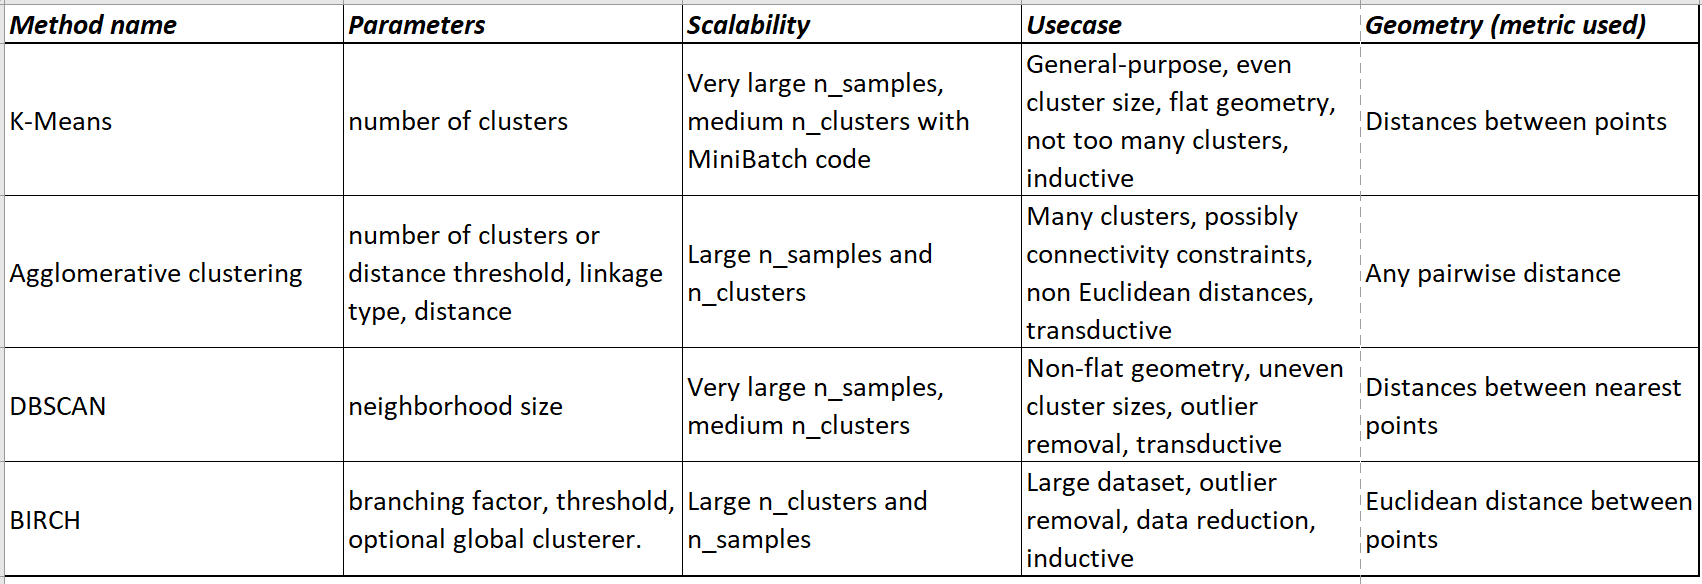 Method name
Parameters
Scalability
Usecase
Geometry (metric used)
K-Means
number of clusters
Very large n_samples,
medium n_clusters with
MiniBatch code
General-purpose, even
cluster size, flat geometry,
not too many clusters,
inductive
Distances between points
Agglomerative clustering
number of clusters or
distance threshold, linkage
type, distance
Large n_samples and
n_clusters
Many clusters, possibly
connectivity constraints,
non Euclidean distances,
transductive
Any pairwise distance
DBSCAN
neighborhood size
Very large n_samples,
medium n_clusters
Non-flat geometry, uneven
cluster sizes, outlier
removal, transductive
Distances between nearest
points
BIRCH
branching factor, threshold,
optional global clusterer.
Large n_clusters and
n_samples
Large dataset, outlier
removal, data reduction,
inductive
Euclidean distance between
points